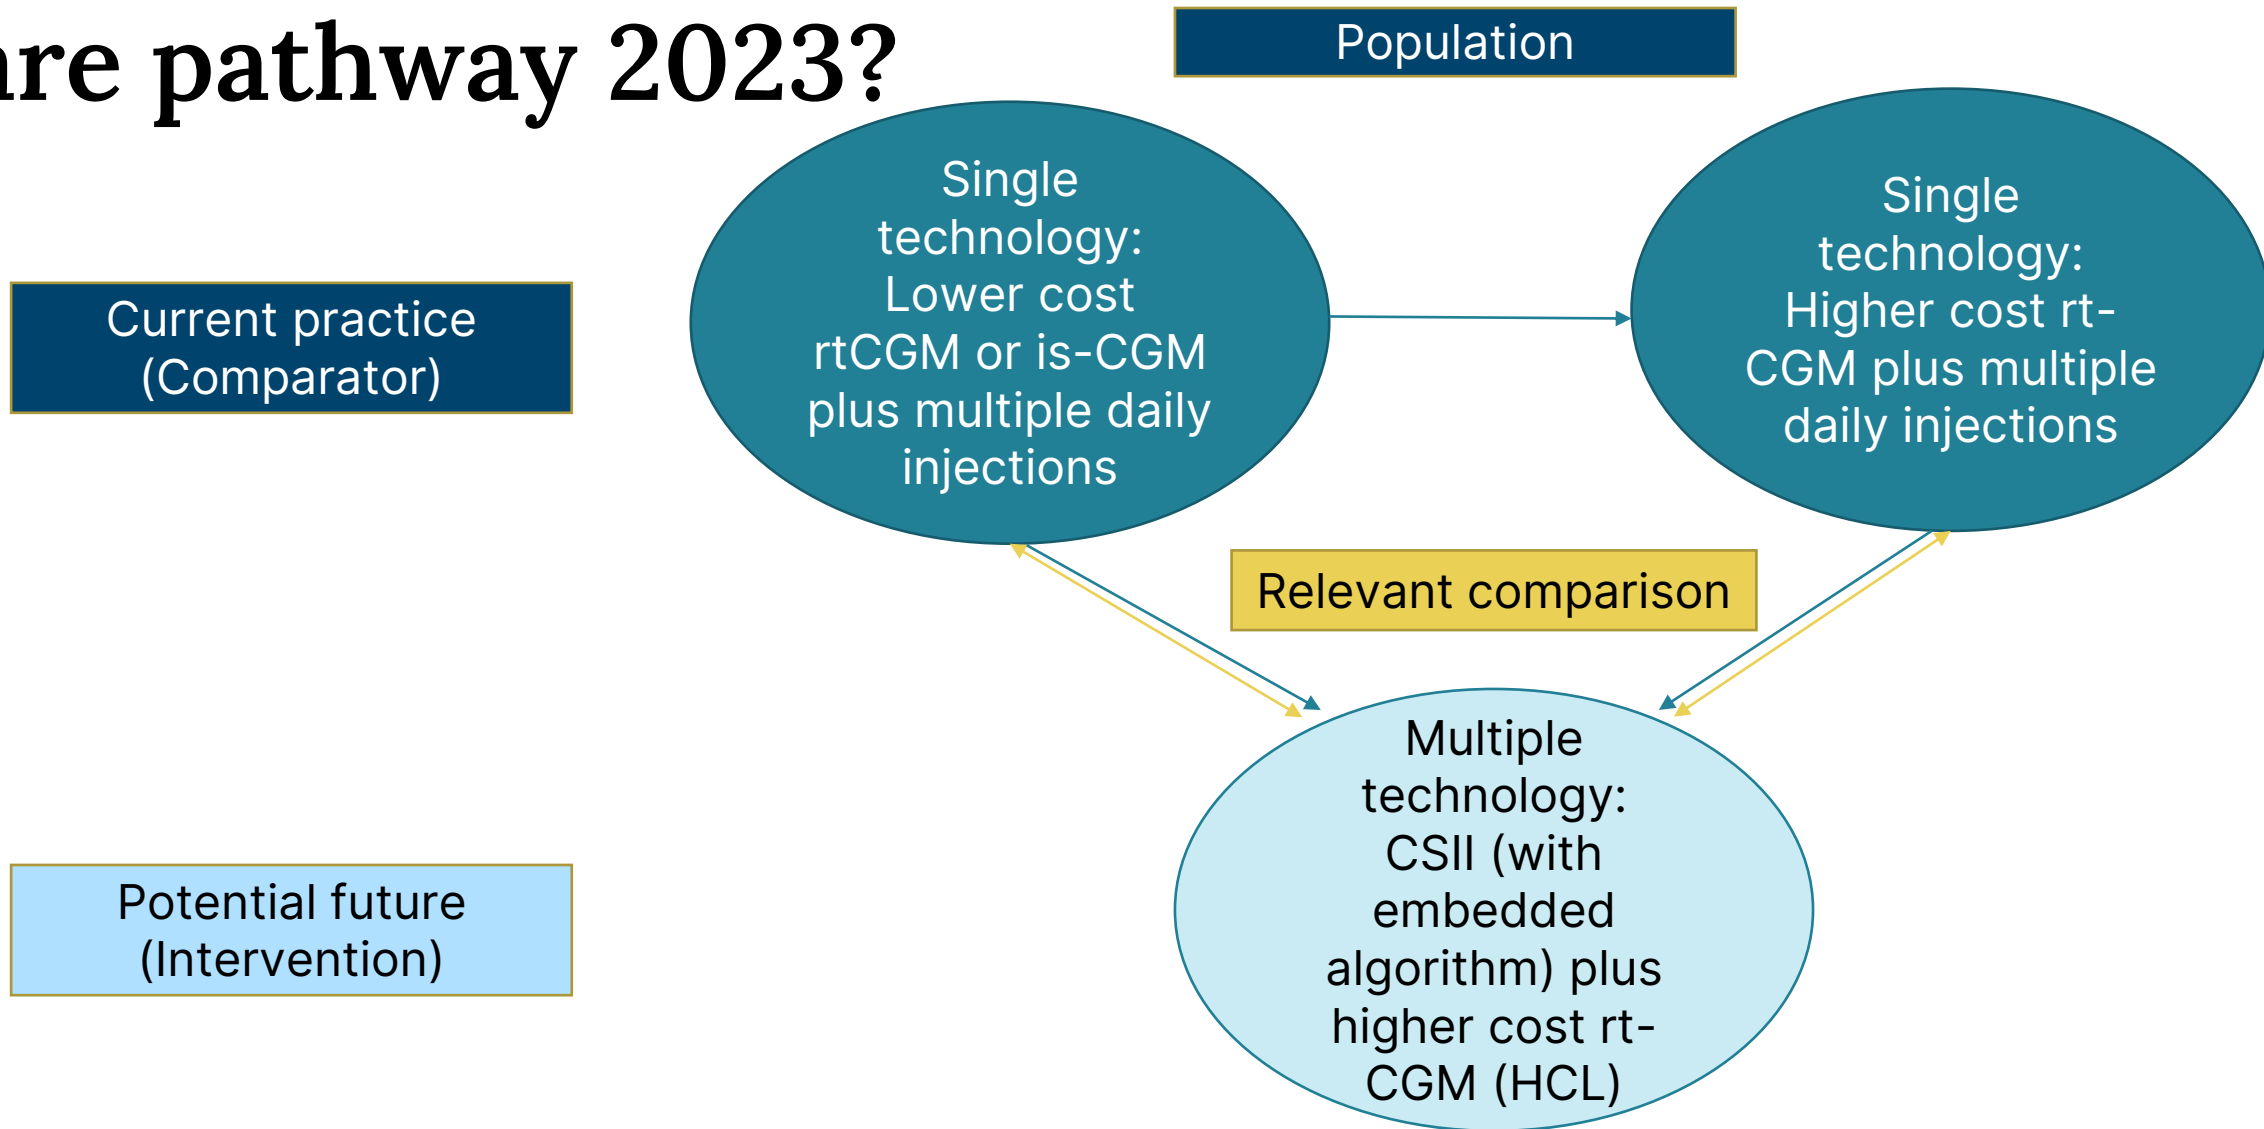 pathway 2023?
Population
Single
technology:
Lower cost
rtCGM or is-CGM
plus multiple daily
injections
Single
technology:
Higher cost rt-
CGM plus multiple
daily injections
Current practice
(Comparator)
Relevant comparison
Multiple
technology:
CSII (with
embedded
algorithm) plus
higher cost rt-
CGM (HCL)
Potential future
(Intervention)